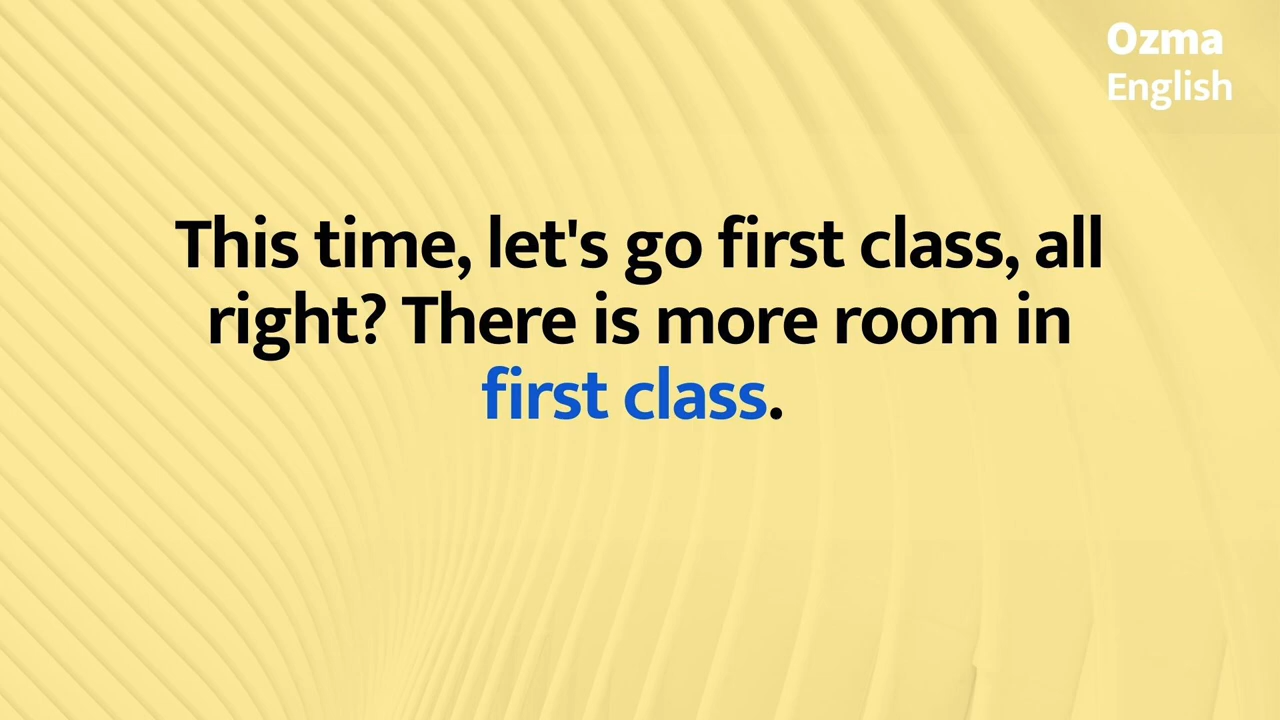 Ozma
English
This time, let's go first class, all
right? There is more room in
first class.